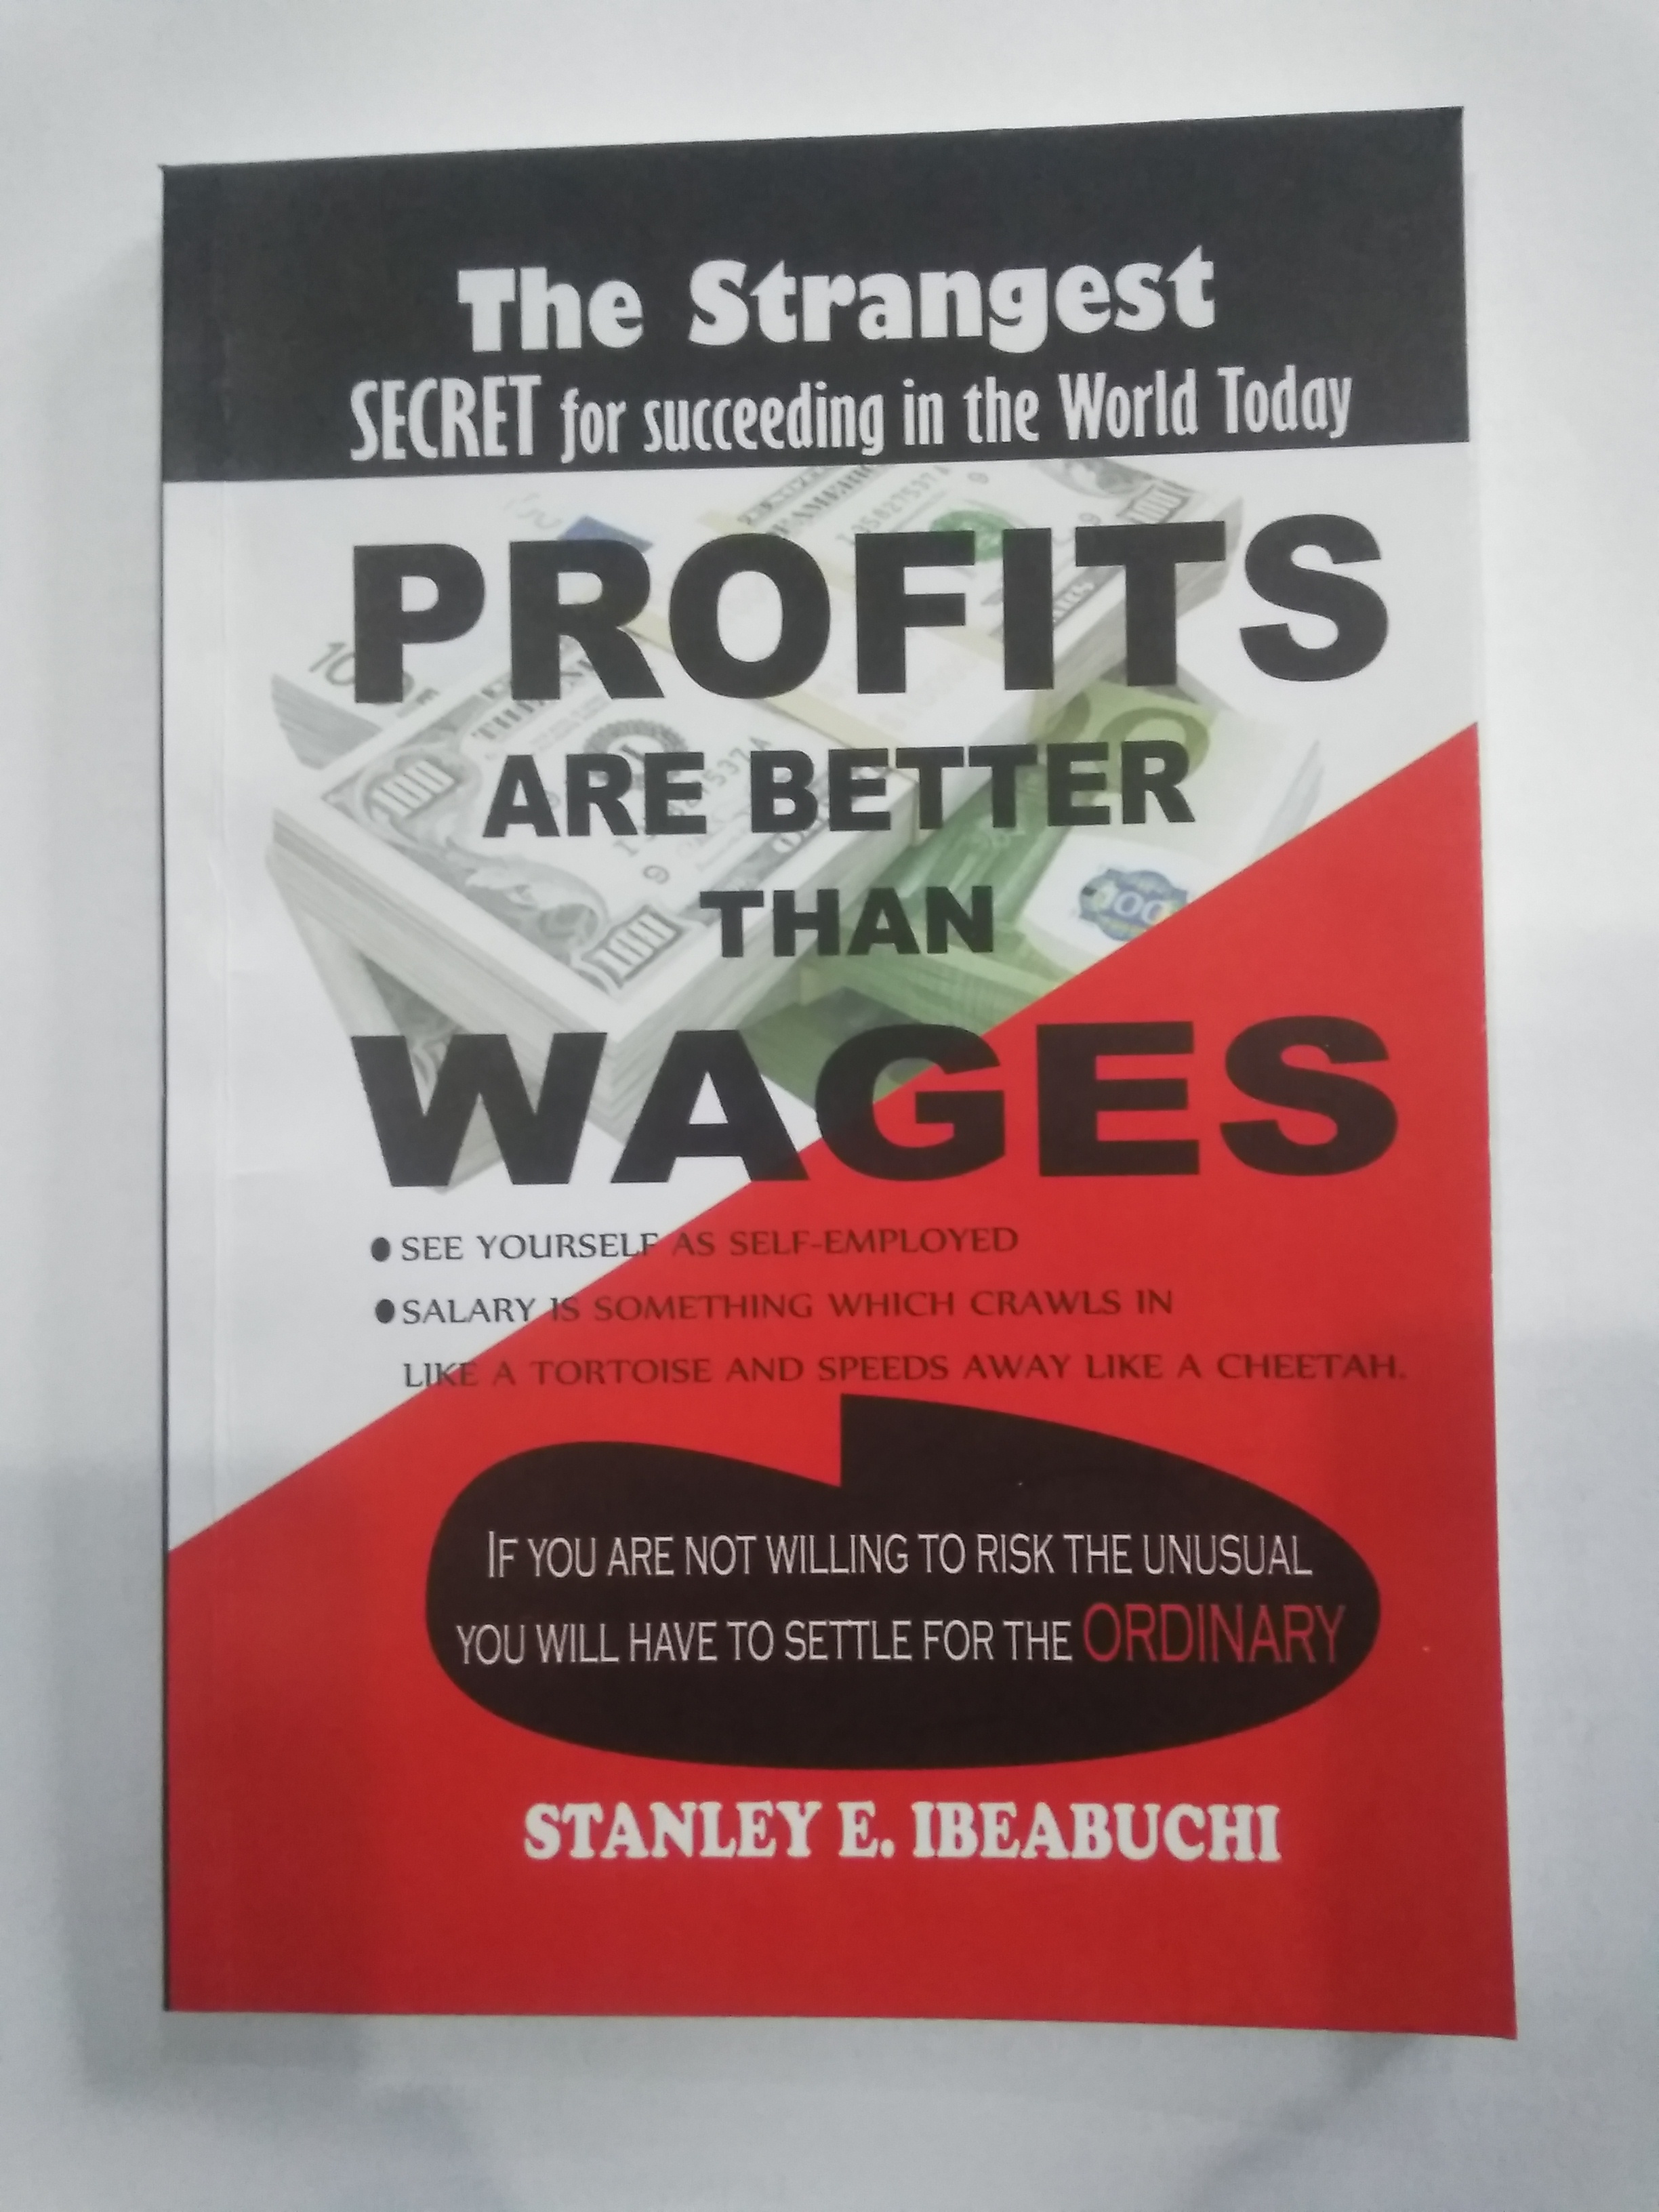 The Strangest
SECRET for succeeding in the World Today
PROFITS
ARE BETTER
THAN
WAGES
● SEE YOURSELF AS SELF-EMPLOYED
● SALARY IS SOMETHING WHICH CRAWLS IN
LIKE A TORTOISE AND SPEEDS AWAY LIKE A CHEETAH.
IF YOU ARE NOT WILLING TO RISK THE UNUSUAL
YOU WILL HAVE TO SETTLE FOR THE ORDINARY
STANLEY E. IBEABUCHI